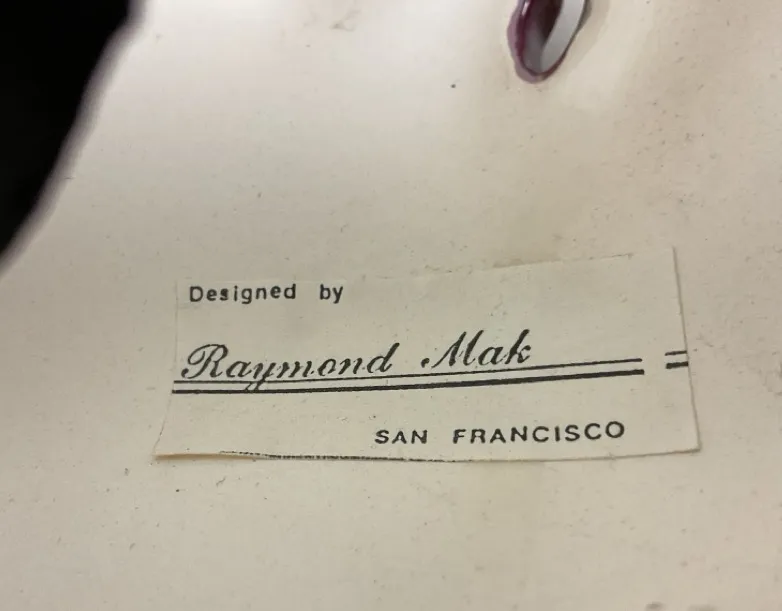 Designed by
Raymond Mak
SAN FRANCISCO